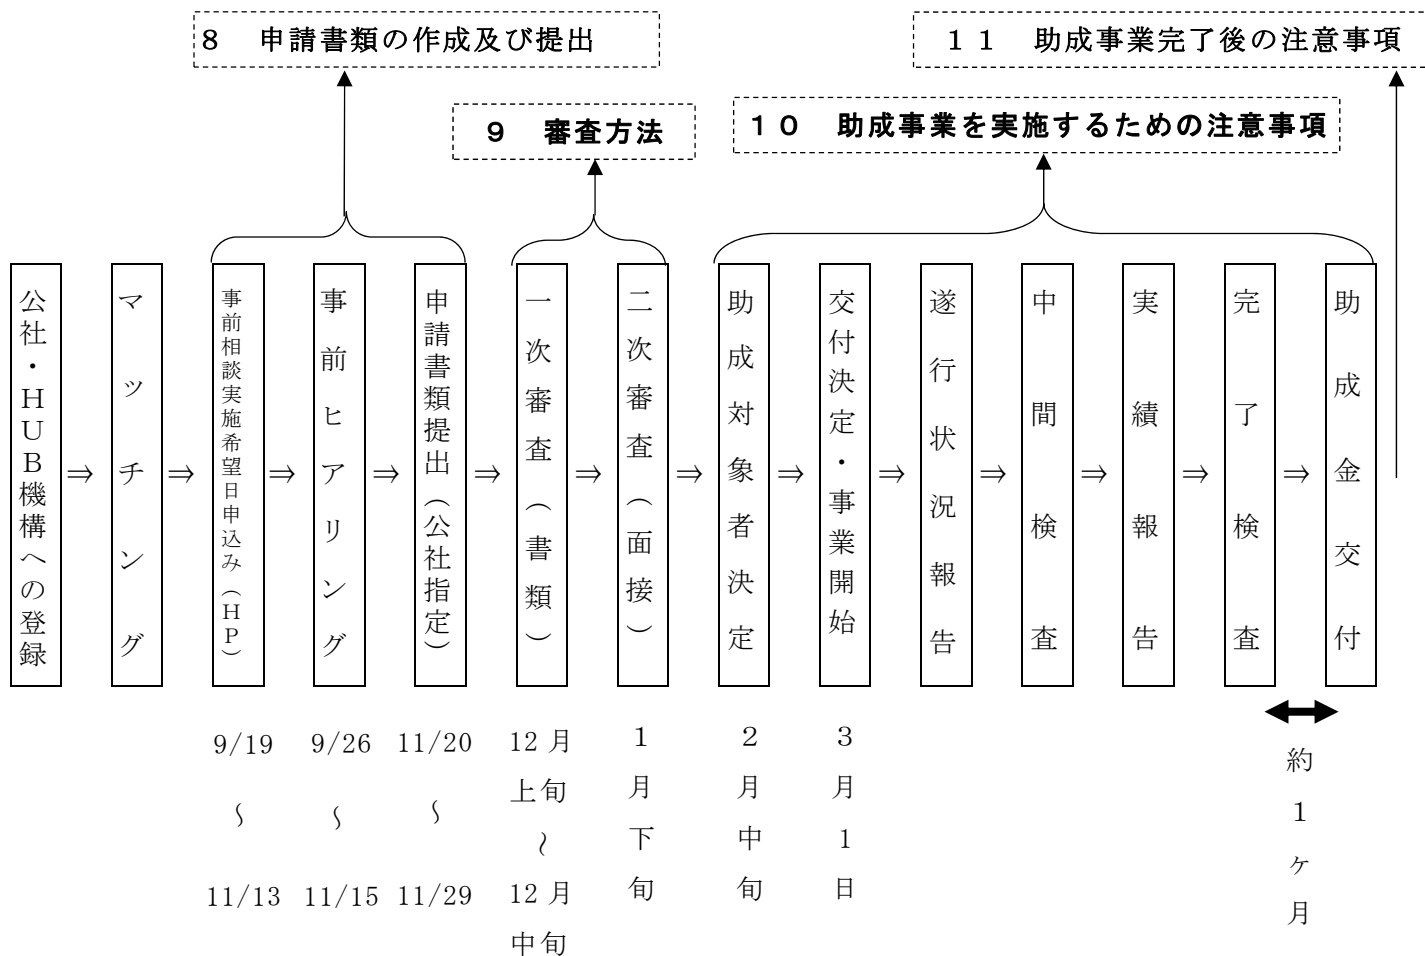 ８　申請書類の作成及び提出
１１　助成事業完了後の注意事項
９　審査方法
１０　助成事業を実施するための注意事項
公社・ＨＵＢ機構への登録
⇒
マッチング
⇒
事前相談実施希望日申込み（ＨＰ）
⇒
事前ヒアリング
⇒
申請書類提出（公社指定）
⇒
一次審査（書類）
⇒
二次審査（面接）
⇒
助成対象者決定
⇒
交付決定・事業開始
⇒
遂行状況報告
⇒
中間検査
⇒
実績報告
⇒
完了検査
⇒
助成金交付
9/19
～
11/13
9/26
～
11/15
11/20
～
11/29
12 月
上旬
～
12 月
中旬
１月下旬
２月中旬
３月１日
約１ヶ月